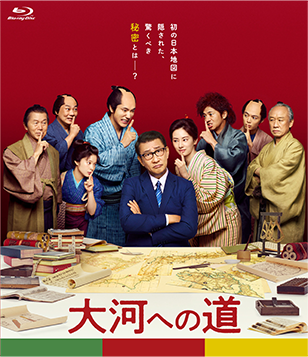 Blu-ray Disc
初の日本地図に
隠された、
驚くべき
秘密とは――？
大河への道